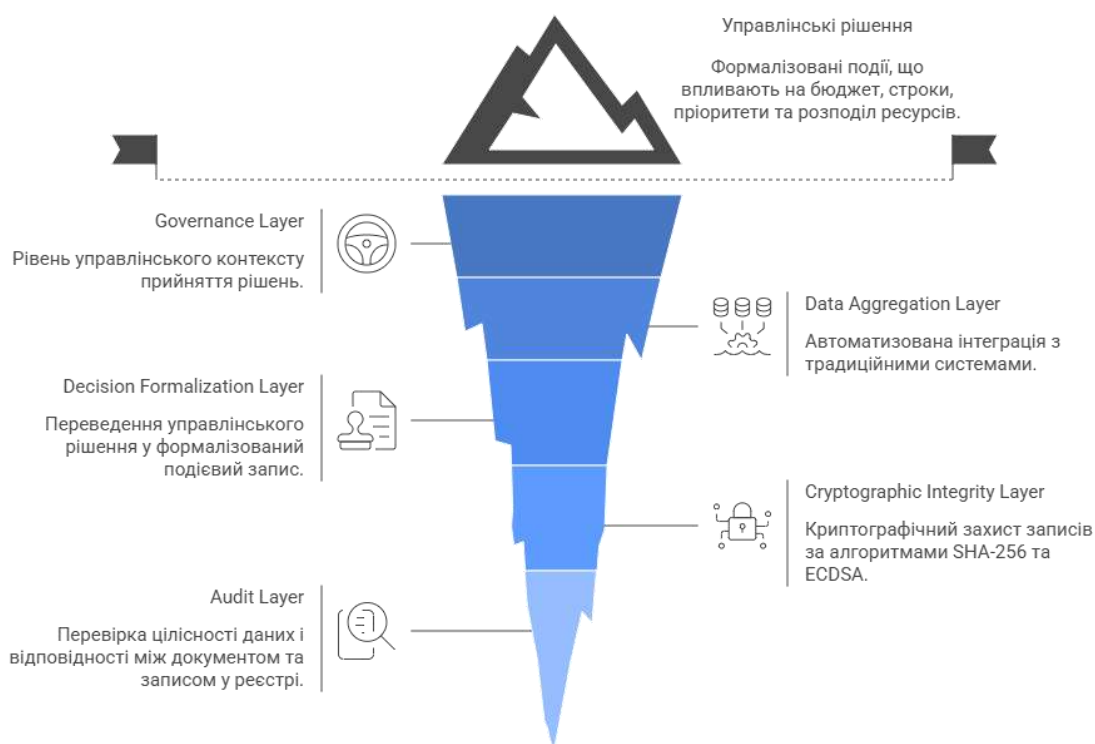 Управлінські рішення
Формалізовані події, що
впливають на бюджет, строки,
пріоритети та розподіл ресурсів.
Governance Layer
Рівень управлінського контексту
прийняття рішень.
Data Aggregation Layer
Автоматизована інтеграція з
традиційними системами.
Decision Formalization Layer
Переведення управлінського
рішення у формалізований
подієвий запис.
Cryptographic Integrity Layer
Криптографічний захист записів
за алгоритмами SHA-256 та
ECDSA.
Audit Layer
Перевірка цілісності даних і
відповідності між документом та
записом у реєстрі.